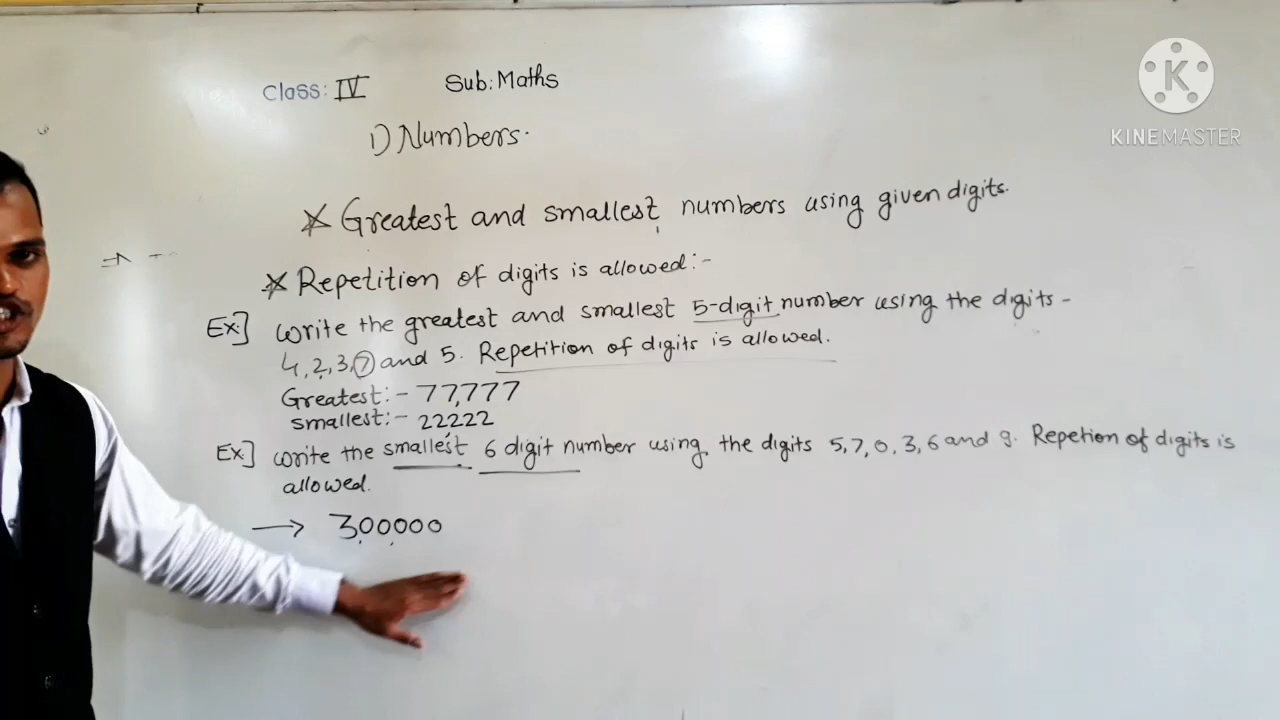 Class: IV Sub: Maths
KINEMASTER
1) Numbers.
* Greatest and smallest numbers using given digits.
* Repetition of digits is allowed:-
Ex.] Write the greatest and smallest 5-digit number using the digits -
4, 2, 3, 7 and 5. Repetition of digits is allowed.
Greatest:- 77,777
smallest:- 22222
Ex.] Write the smallest 6 digit number using the digits 5, 7, 0, 3, 6 and 9. Repetion of digits is
allowed.
→ 3,00,000